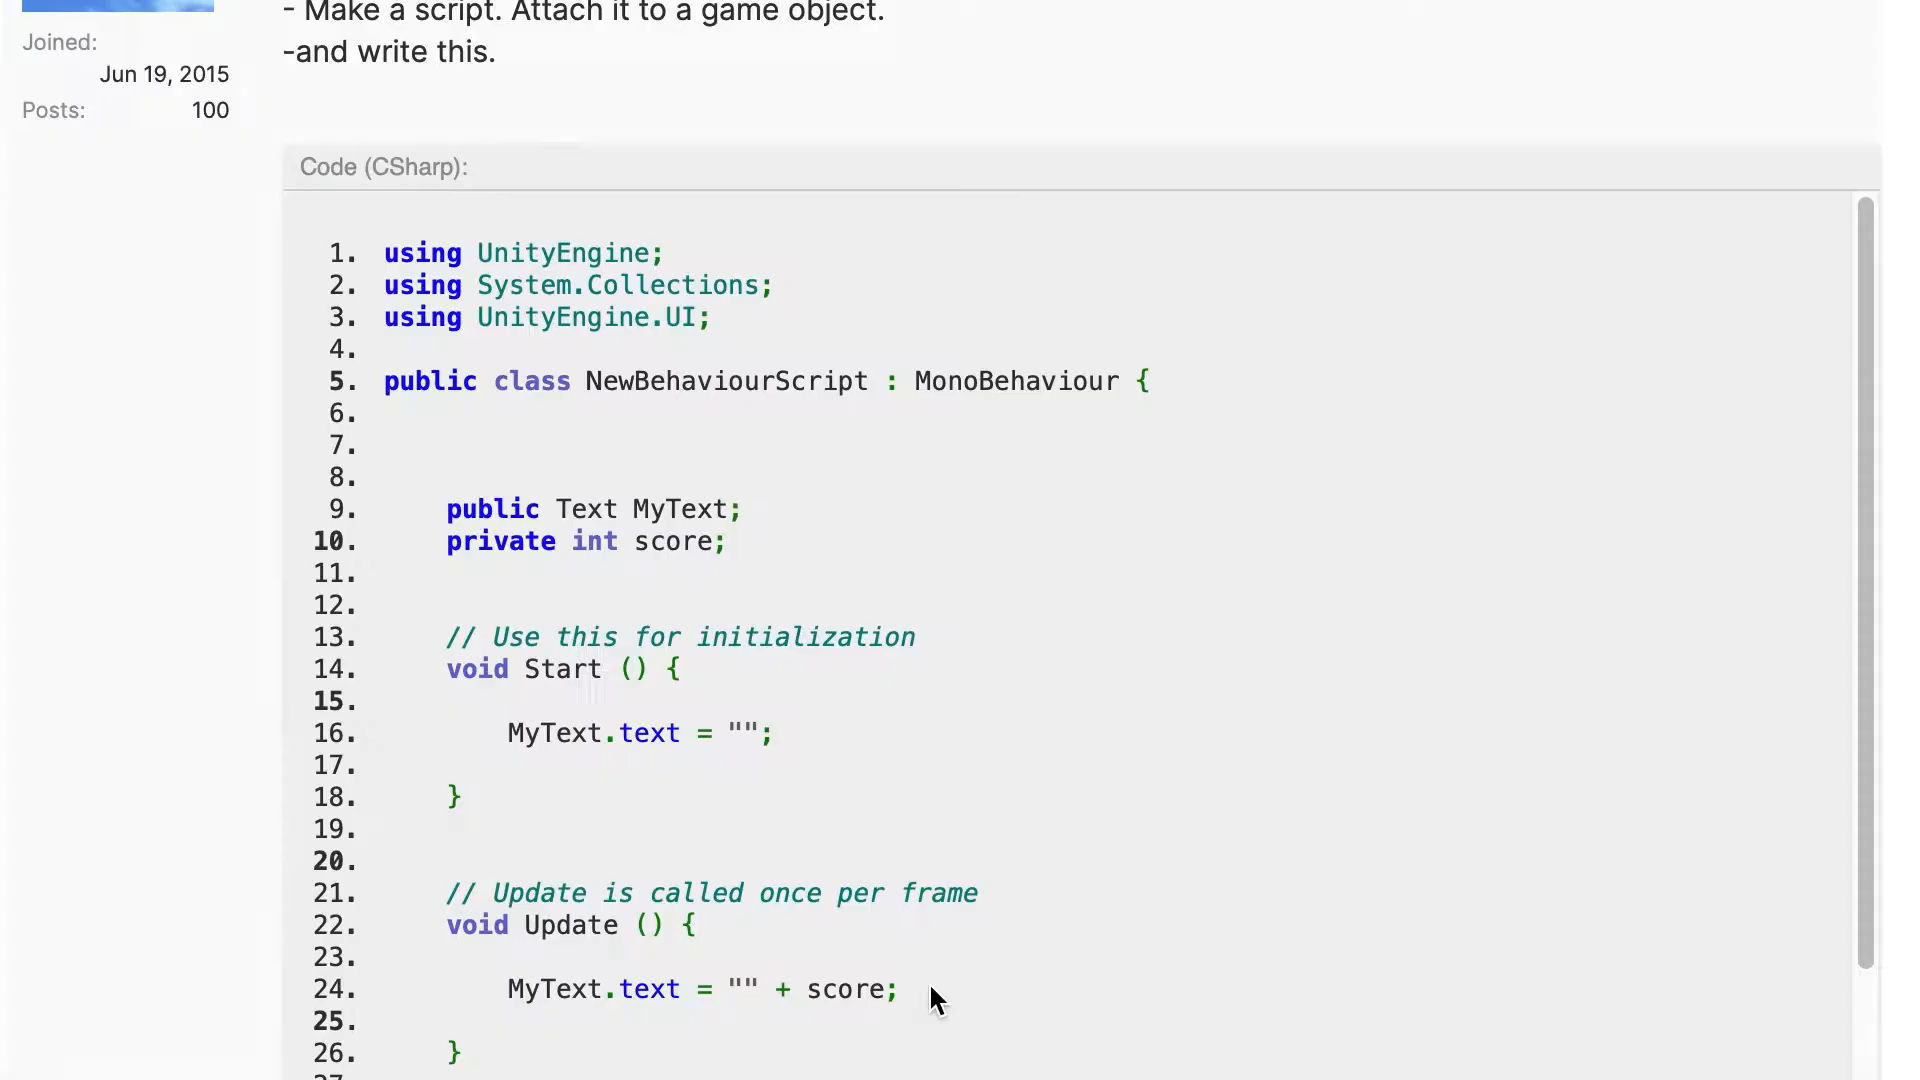 - Make a script. Attach it to a game object.
-and write this.
Joined:
Jun 19, 2015
Posts: 100
Code (CSharp):
1. using UnityEngine;
2. using System.Collections;
3. using UnityEngine.UI;
4.
5. public class NewBehaviourScript : MonoBehaviour {
6.
7.
8.
9. public Text MyText;
10. private int score;
11.
12.
13. // Use this for initialization
14. void Start () {
15.
16. MyText.text = "";
17.
18. }
19.
20.
21. // Update is called once per frame
22. void Update () {
23.
24. MyText.text = "" + score;
25.
26. }